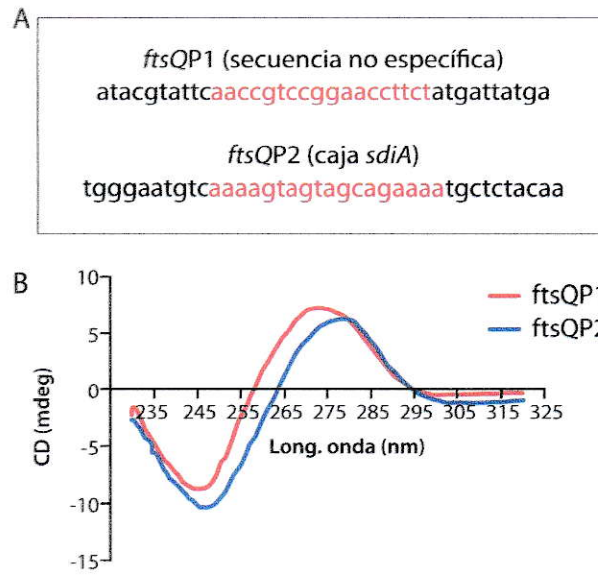 A
ftsQP1 (secuencia no específica)
atacgtattcaaccgtccggaaccttctatgattatga
ftsQP2 (caja sdiA)
tgggaatgtcaaaagtagtagcagaaaatgctctacaa
B
10
5
0
-5
-10
-15
CD (mdeg)
235 245 255 265 275 285 295 305 315 325
Long. onda (nm)
ftsQP1
ftsQP2